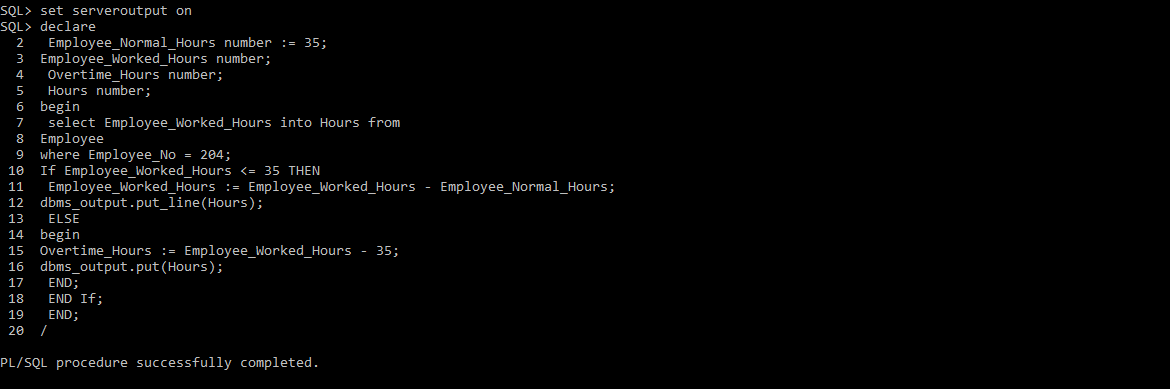 SQL> set serveroutput on
SQL> declare
  2   Employee_Normal_Hours number := 35;
  3  Employee_Worked_Hours number;
  4   Overtime_Hours number;
  5   Hours number;
  6  begin
  7   select Employee_Worked_Hours into Hours from
  8  Employee
  9  where Employee_No = 204;
 10  If Employee_Worked_Hours <= 35 THEN
 11   Employee_Worked_Hours := Employee_Worked_Hours - Employee_Normal_Hours;
 12  dbms_output.put_line(Hours);
 13   ELSE
 14  begin
 15  Overtime_Hours := Employee_Worked_Hours - 35;
 16  dbms_output.put(Hours);
 17   END;
 18   END If;
 19   END;
 20  /
PL/SQL procedure successfully completed.